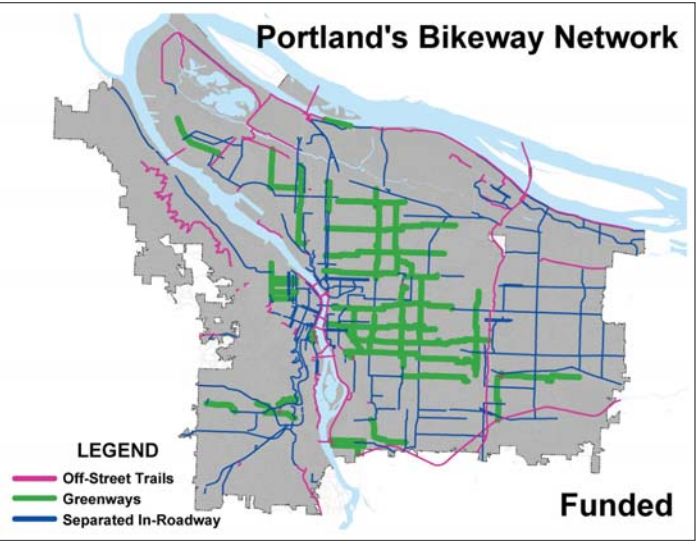 Portland's Bikeway Network
LEGEND
Off-Street Trails
Greenways
Separated In-Roadway
Funded